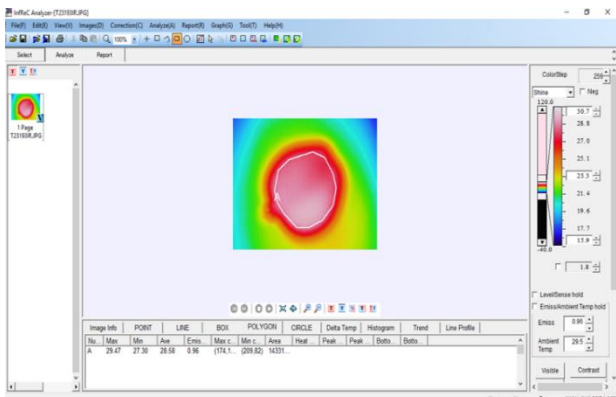 InfReC Analyzer-[T23193IR.JPG]
File(F) Edit(E) View(V) Images(D) Correction(C) Analyze(A) Report(R) Graph(G) Tool(T) Help(H)
100%
Select Analyze Report
1 Page
T23193IR.JPG
A
ColorStep 256
Shine Neg
120.0
30.7
28.8
27.0
25.1
23.3
21.4
19.6
17.7
15.9
-40.0
1.8
Level/Sense hold
Emiss/Ambient Temp hold
Emiss 0.96
Ambient Temp 29.5
Visible Contrast
Image Info POINT LINE BOX POLYGON CIRCLE Delta Temp Histogram Trend Line Profile
Nu... Max Min Ave Emis... Max c... Min c... Area Heat ... Peak ... Peak ... Botto... Botto...
A 29.47 27.30 28.58 0.96 (174,1... (209,82) 14331...